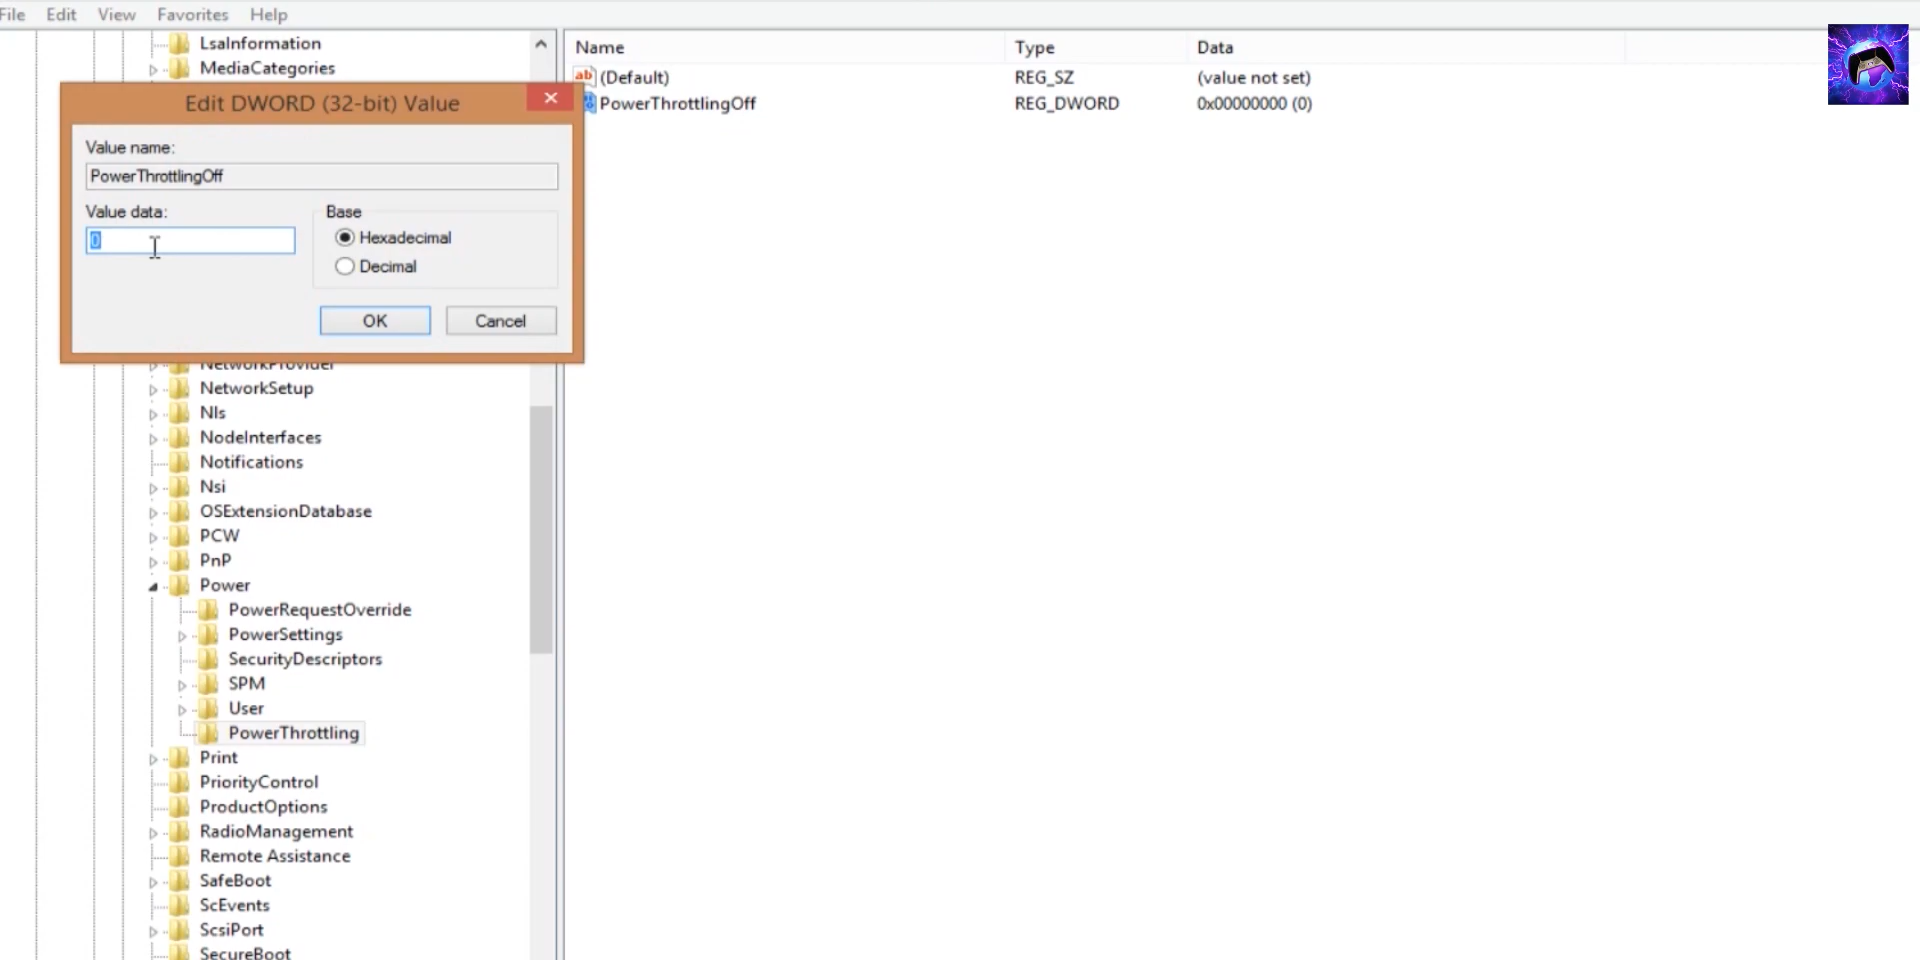 File Edit View Favorites Help
LsaInformation
MediaCategories
Name Type Data
(Default) REG_SZ (value not set)
PowerThrottlingOff REG_DWORD 0x00000000 (0)
Edit DWORD (32-bit) Value
Value name:
PowerThrottlingOff
Value data:
0
Base
Hexadecimal
Decimal
OK Cancel
NetworkProvider
NetworkSetup
Nls
NodeInterfaces
Notifications
Nsi
OSExtensionDatabase
PCW
PnP
Power
PowerRequestOverride
PowerSettings
SecurityDescriptors
SPM
User
PowerThrottling
Print
PriorityControl
ProductOptions
RadioManagement
Remote Assistance
SafeBoot
ScEvents
ScsiPort
SecureBoot